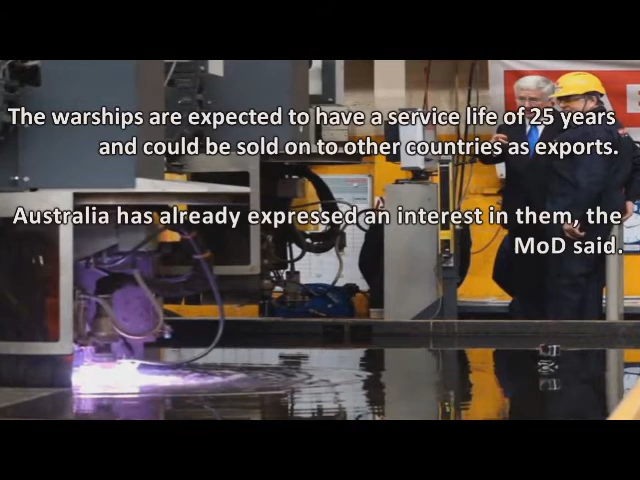 The warships are expected to have a service life of 25 years
and could be sold on to other countries as exports.
Australia has already expressed an interest in them, the
MoD said.